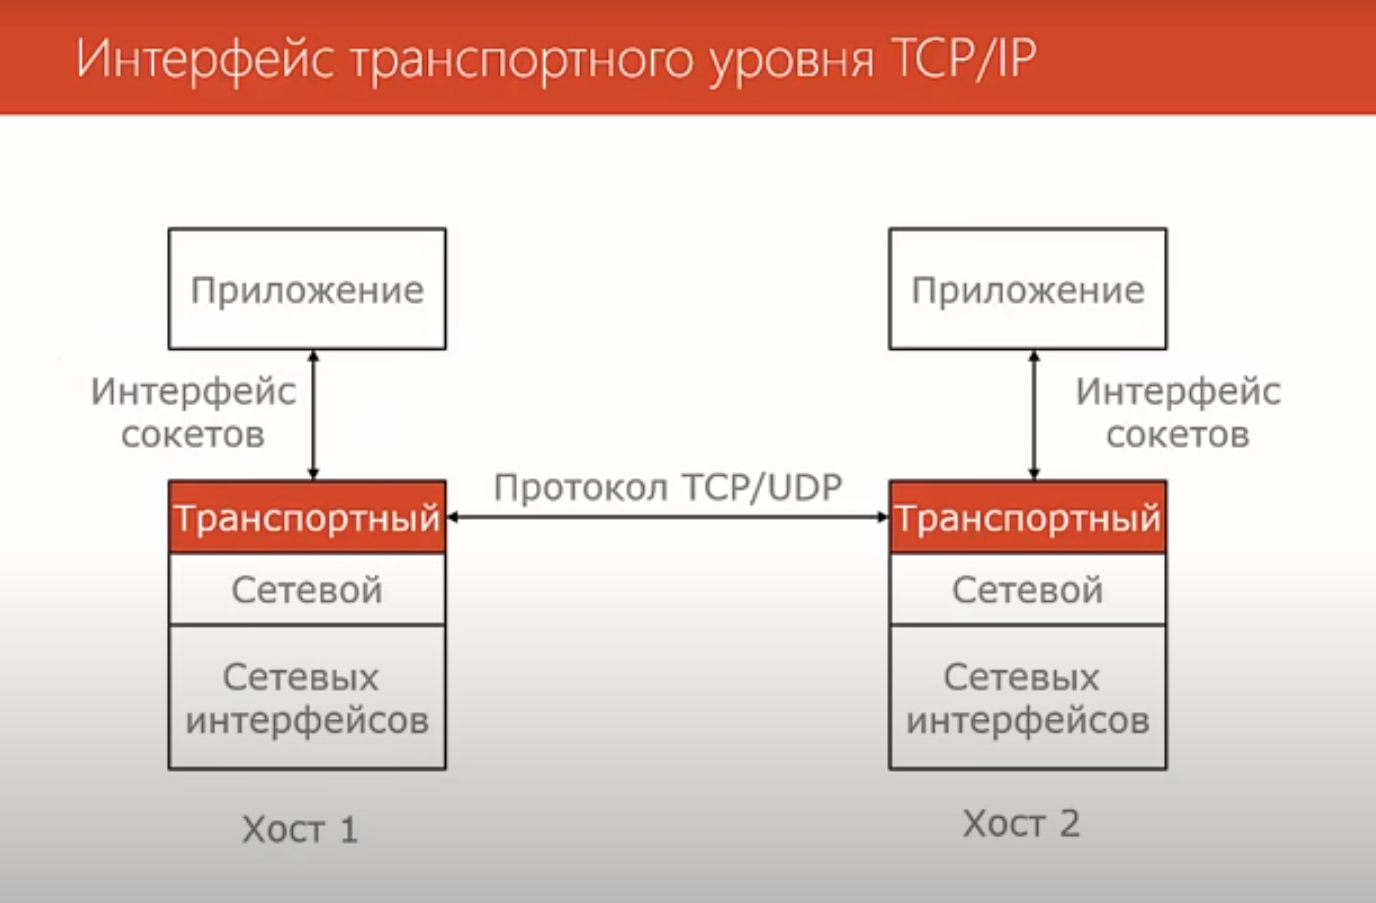 Интерфейс транспортного уровня TCP/IP
Приложение
Приложение
Интерфейс
сокетов
Интерфейс
сокетов
Протокол TCP/UDP
Транспортный
Транспортный
Сетевой
Сетевой
Сетевых
интерфейсов
Сетевых
интерфейсов
Хост 1
Хост 2